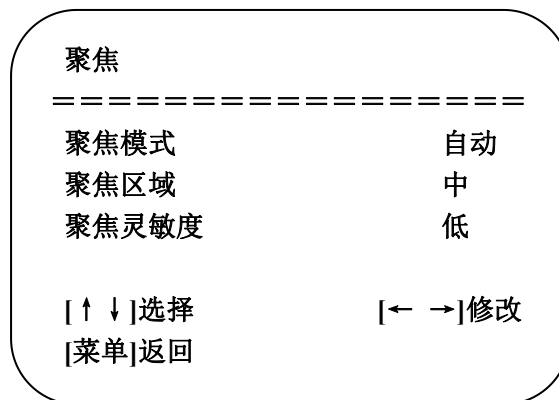 聚焦
=================
聚焦模式 自动
聚焦区域 中
聚焦灵敏度 低
[↑ ↓]选择 [← →]修改
[菜单]返回